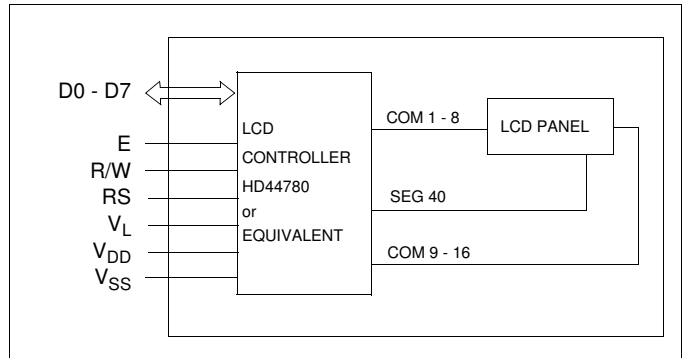 D0 - D7
E
R/W
RS
VL
VDD
VSS
LCD
CONTROLLER
HD44780
or
EQUIVALENT
COM 1 - 8
SEG 40
COM 9 - 16
LCD PANEL